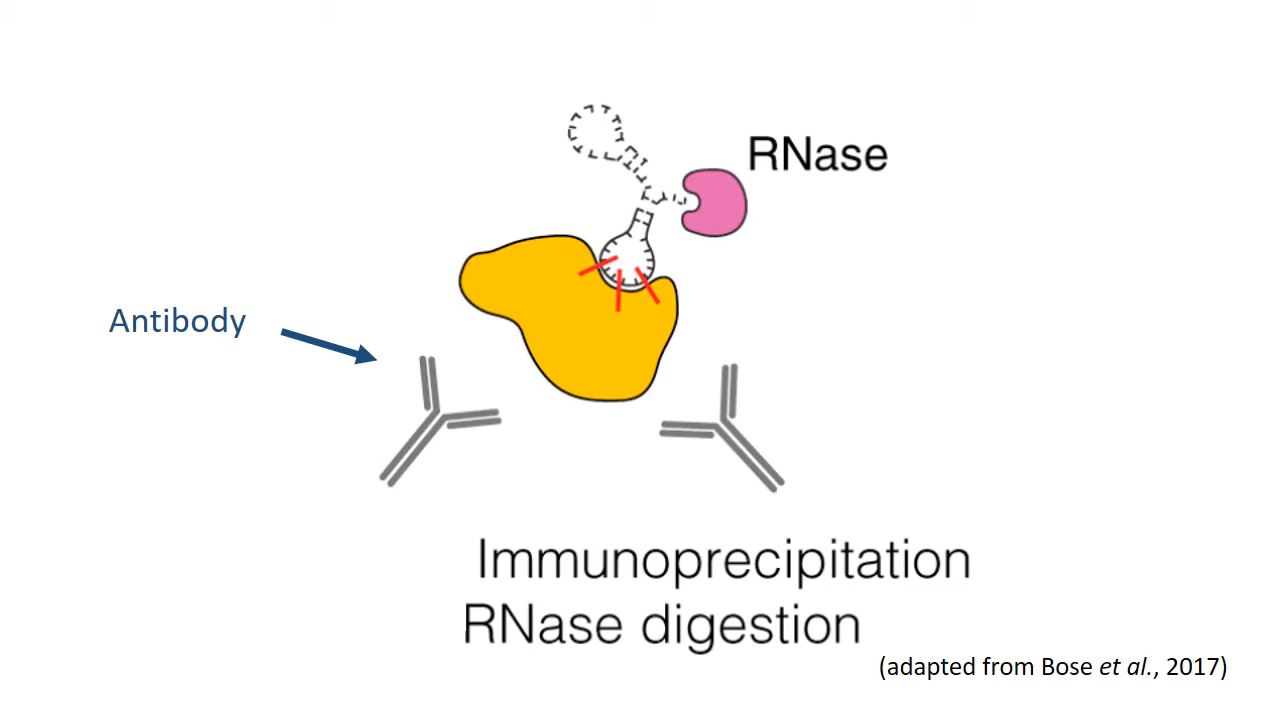 RNase
Antibody
Immunoprecipitation
RNase digestion
(adapted from Bose et al., 2017)